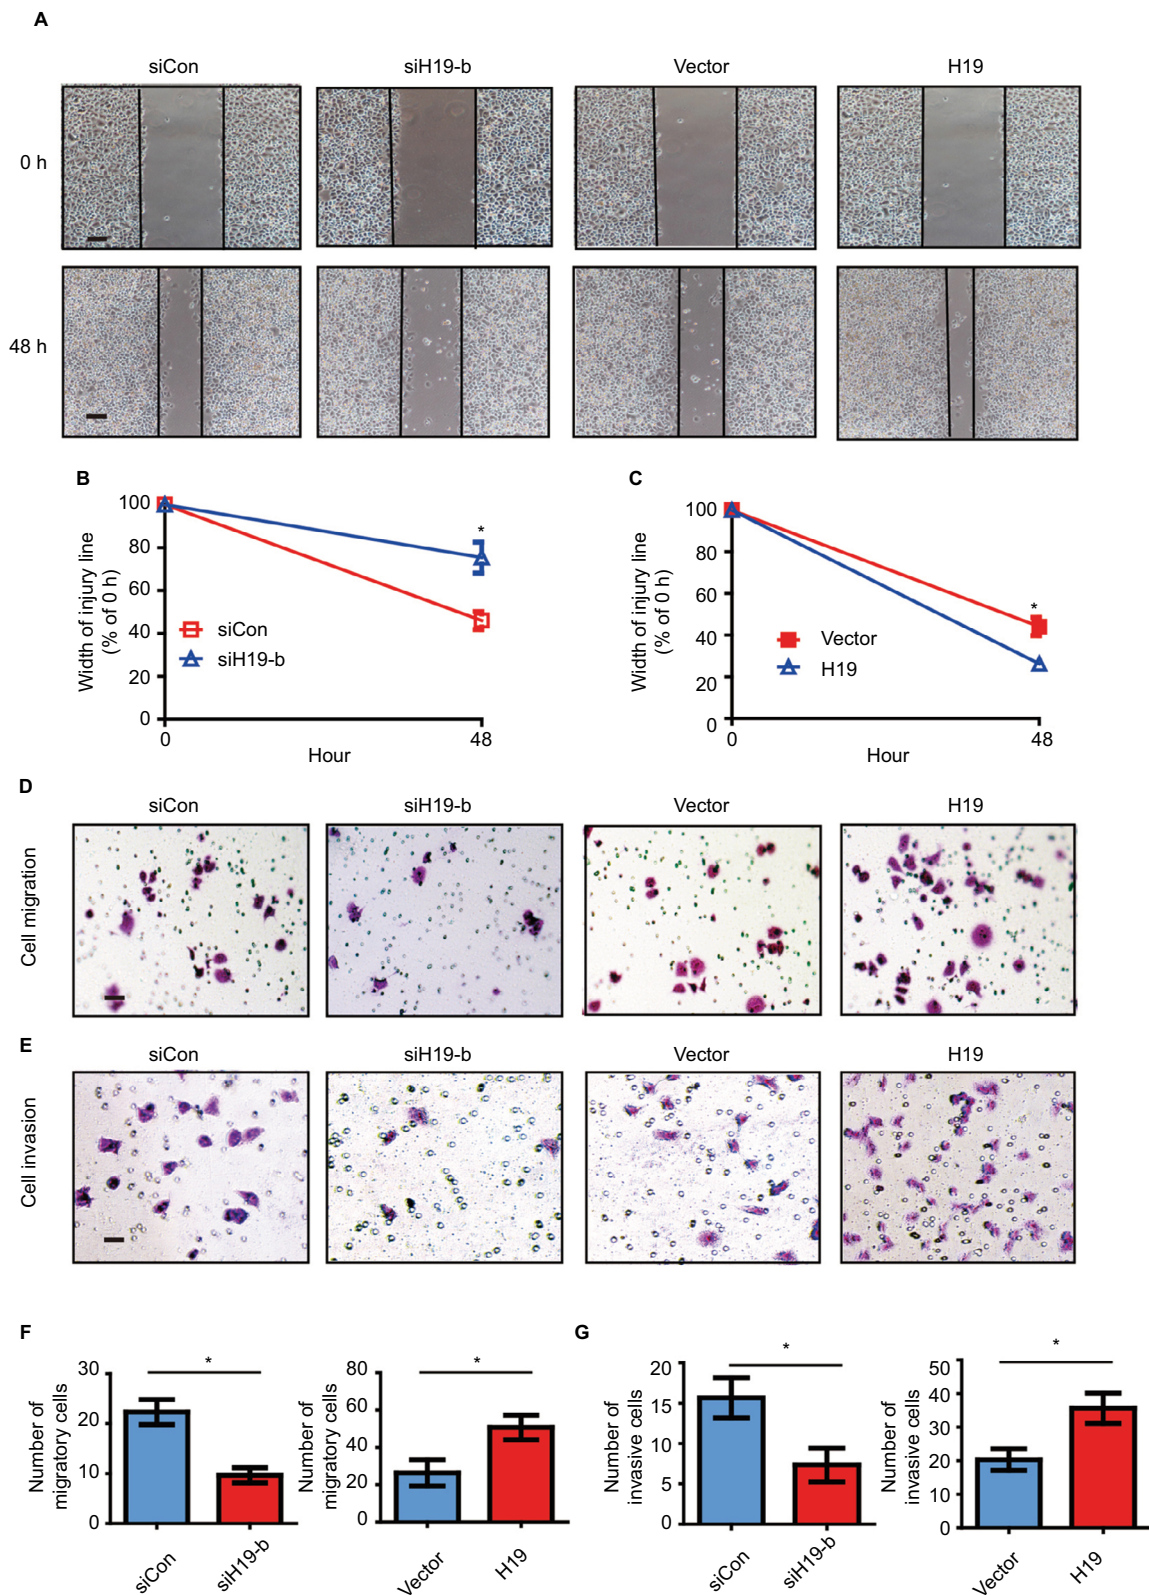 A
siCon siH19-b Vector H19
0 h
48 h
B
Width of injury line
(% of 0 h)
100
80
60
40
20
0
siCon
siH19-b
*
0 48
Hour
C
Width of injury line
(% of 0 h)
100
80
60
40
20
0
Vector
H19
*
0 48
Hour
D
siCon siH19-b Vector H19
Cell migration
E
siCon siH19-b Vector H19
Cell invasion
F
Number of
migratory cells
30
20
10
0
*
siCon siH19-b
Number of
migratory cells
80
60
40
20
0
*
Vector H19
G
Number of
invasive cells
20
15
10
5
0
*
siCon siH19-b
Number of
invasive cells
50
40
30
20
10
0
*
Vector H19